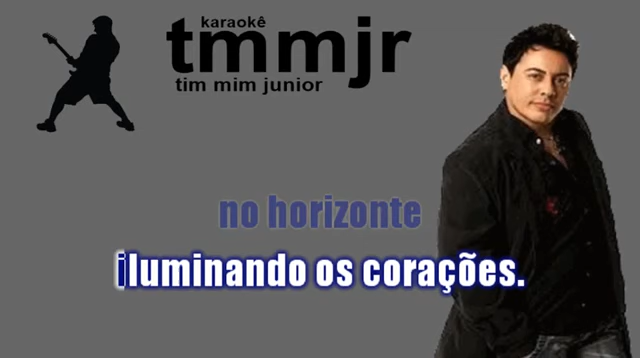 karaokê
tmmjr
tim mim junior
no horizonte
iluminando os corações.